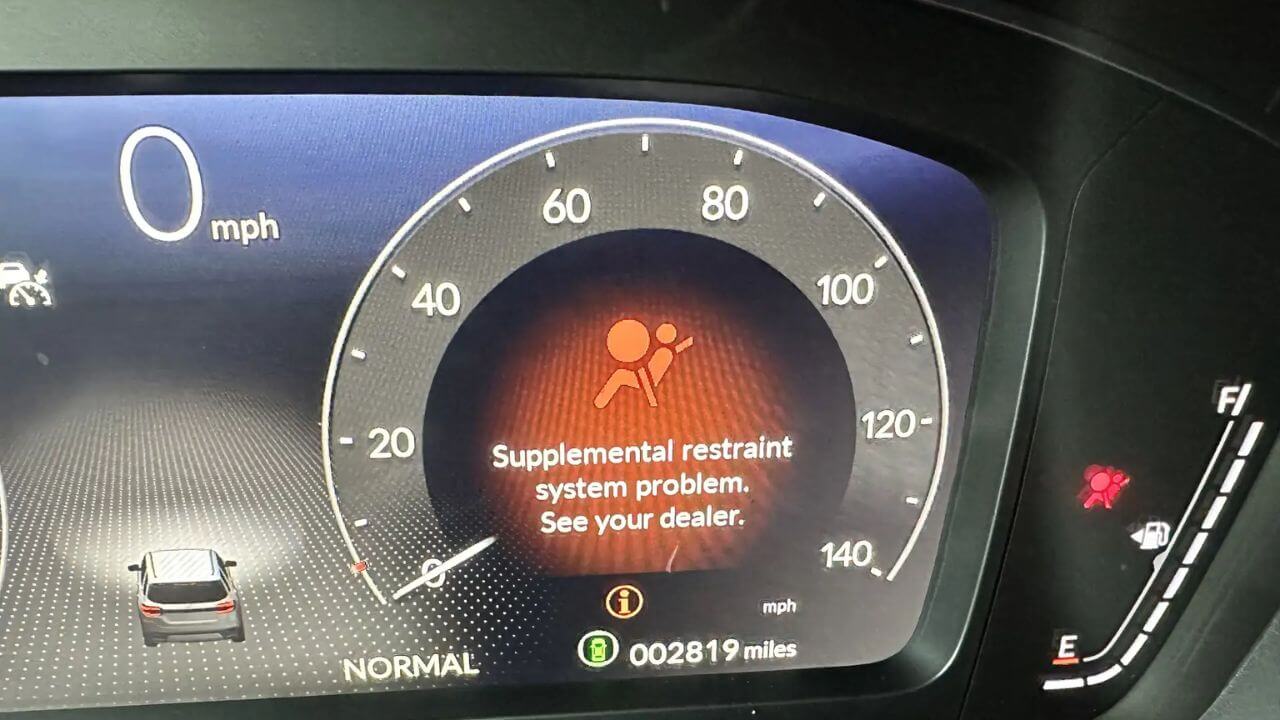 0 mph
60
80
40
100
20
120
0
140
Supplemental restraint
system problem.
See your dealer.
i
mph
002819 miles
NORMAL
F
E